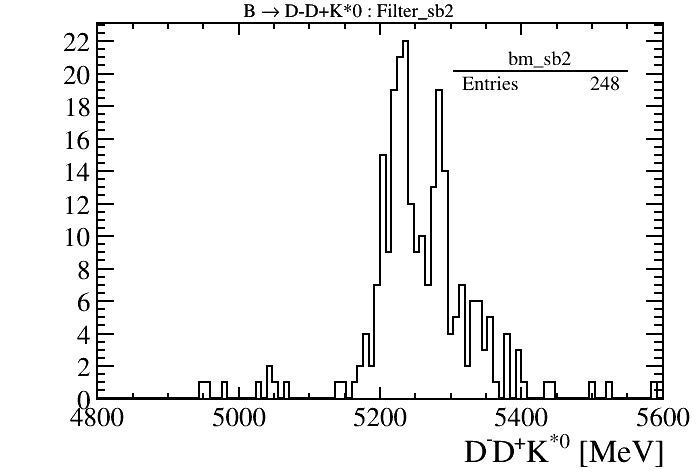 B → D-D+K*0 : Filter_sb2
bm_sb2
Entries 248
22
20
18
16
14
12
10
8
6
4
2
0
4800 5000 5200 5400 5600
D⁻D⁺K*⁰ [MeV]